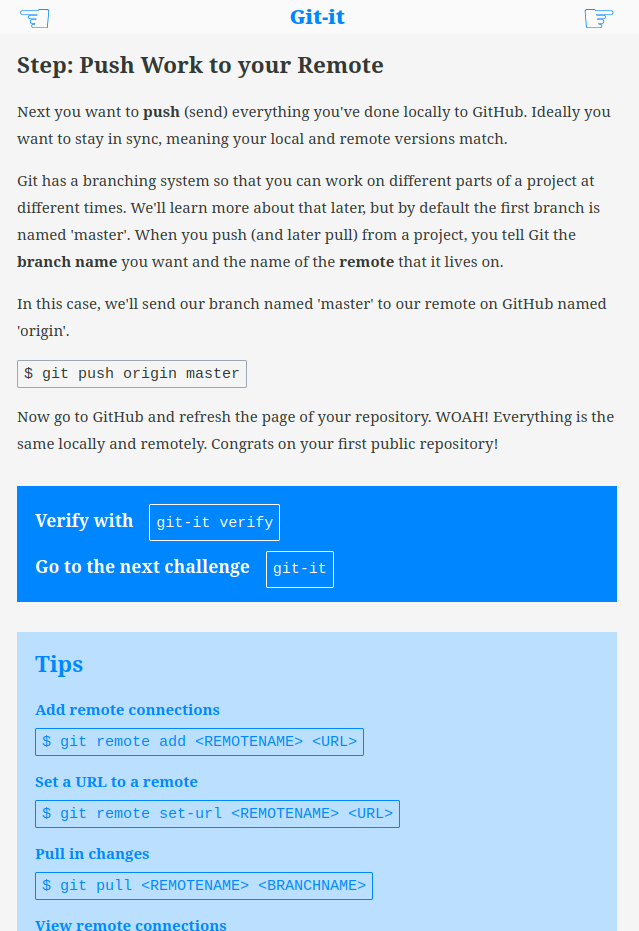 Git-it
Step: Push Work to your Remote
Next you want to push (send) everything you've done locally to GitHub. Ideally you
want to stay in sync, meaning your local and remote versions match.
Git has a branching system so that you can work on different parts of a project at
different times. We'll learn more about that later, but by default the first branch is
named 'master'. When you push (and later pull) from a project, you tell Git the
branch name you want and the name of the remote that it lives on.
In this case, we'll send our branch named 'master' to our remote on GitHub named
'origin'.
$ git push origin master
Now go to GitHub and refresh the page of your repository. WOAH! Everything is the
same locally and remotely. Congrats on your first public repository!
Verify with git-it verify
Go to the next challenge git-it
Tips
Add remote connections
$ git remote add <REMOTENAME> <URL>
Set a URL to a remote
$ git remote set-url <REMOTENAME> <URL>
Pull in changes
$ git pull <REMOTENAME> <BRANCHNAME>
View remote connections